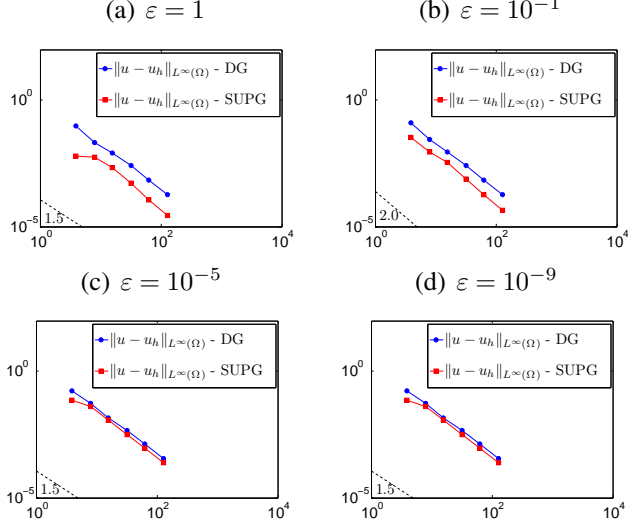 (a) ε = 1
‖u − u_h‖_{L^∞(Ω)} - DG
‖u − u_h‖_{L^∞(Ω)} - SUPG
10^0
10^{-5}
1.5
10^0
10^2
10^4
(b) ε = 10^{-1}
‖u − u_h‖_{L^∞(Ω)} - DG
‖u − u_h‖_{L^∞(Ω)} - SUPG
10^0
10^{-5}
2.0
10^0
10^2
10^4
(c) ε = 10^{-5}
‖u − u_h‖_{L^∞(Ω)} - DG
‖u − u_h‖_{L^∞(Ω)} - SUPG
10^0
10^{-5}
1.5
10^0
10^2
10^4
(d) ε = 10^{-9}
‖u − u_h‖_{L^∞(Ω)} - DG
‖u − u_h‖_{L^∞(Ω)} - SUPG
10^0
10^{-5}
1.5
10^0
10^2
10^4